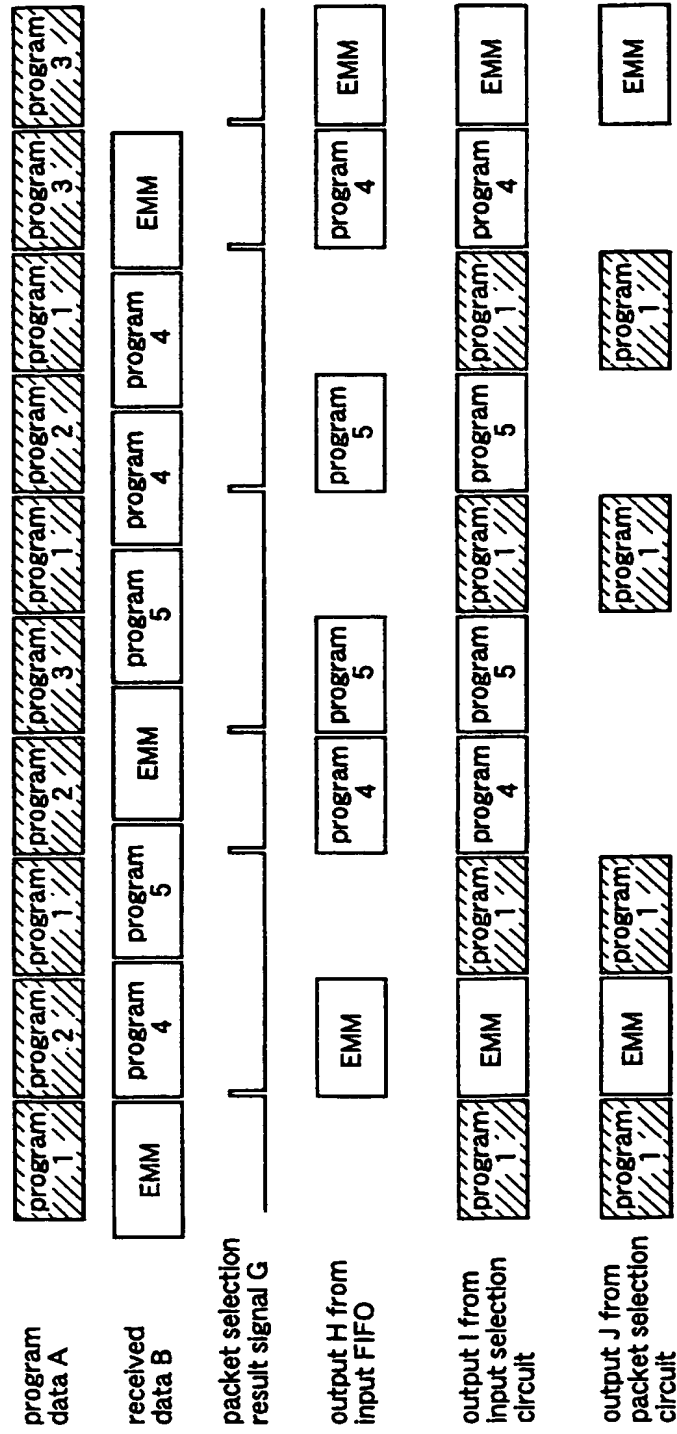 program
data A
program
1
program
2
program
1
program
2
program
3
program
1
program
2
program
1
program
3
program
3
received
data B
EMM
program
4
program
5
EMM
program
5
program
4
program
4
EMM
packet selection
result signal G
output H from
input FIFO
EMM
program
4
program
5
program
5
program
4
EMM
output I from
input selection
circuit
program
1
EMM
program
1
program
4
program
5
program
1
program
5
program
1
program
4
EMM
output J from
packet selection
circuit
program
1
EMM
program
1
program
1
program
1
EMM